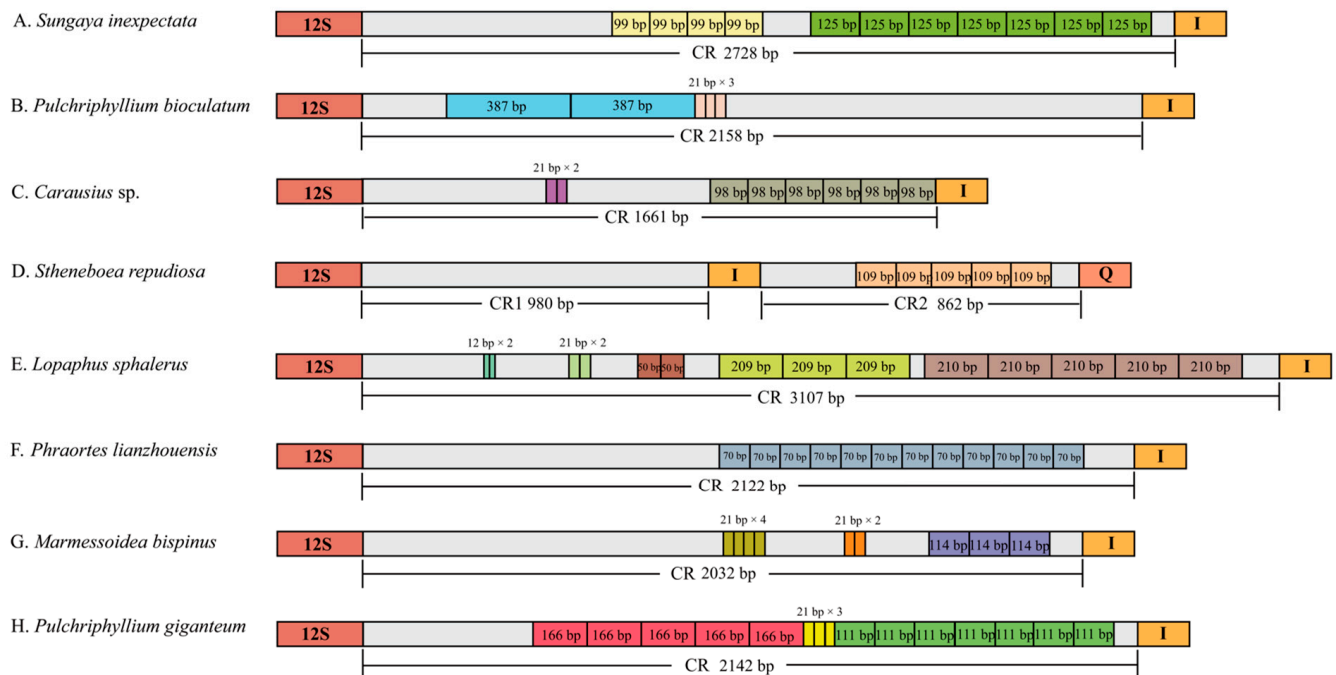 A. Sungaya inexpectata 12S 99 bp 99 bp 99 bp 99 bp 125 bp 125 bp 125 bp 125 bp 125 bp 125 bp 125 bp I
CR 2728 bp
21 bp × 3
B. Pulchriphyllium bioculatum 12S 387 bp 387 bp I
CR 2158 bp
21 bp × 2
C. Carausius sp. 12S 98 bp 98 bp 98 bp 98 bp 98 bp 98 bp I
CR 1661 bp
D. Stheneboea repudiosa 12S I 109 bp 109 bp 109 bp 109 bp 109 bp Q
CR1 980 bp CR2 862 bp
12 bp × 2 21 bp × 2
E. Lopaphus sphalerus 12S 50 bp 50 bp 209 bp 209 bp 209 bp 210 bp 210 bp 210 bp 210 bp 210 bp I
CR 3107 bp
F. Phraortes lianzhouensis 12S 70 bp 70 bp 70 bp 70 bp 70 bp 70 bp 70 bp 70 bp 70 bp 70 bp 70 bp 70 bp I
CR 2122 bp
21 bp × 4 21 bp × 2
G. Marmessoidea bispinus 12S 114 bp 114 bp 114 bp I
CR 2032 bp
21 bp × 3
H. Pulchriphyllium giganteum 12S 166 bp 166 bp 166 bp 166 bp 166 bp 111 bp 111 bp 111 bp 111 bp 111 bp 111 bp 111 bp I
CR 2142 bp